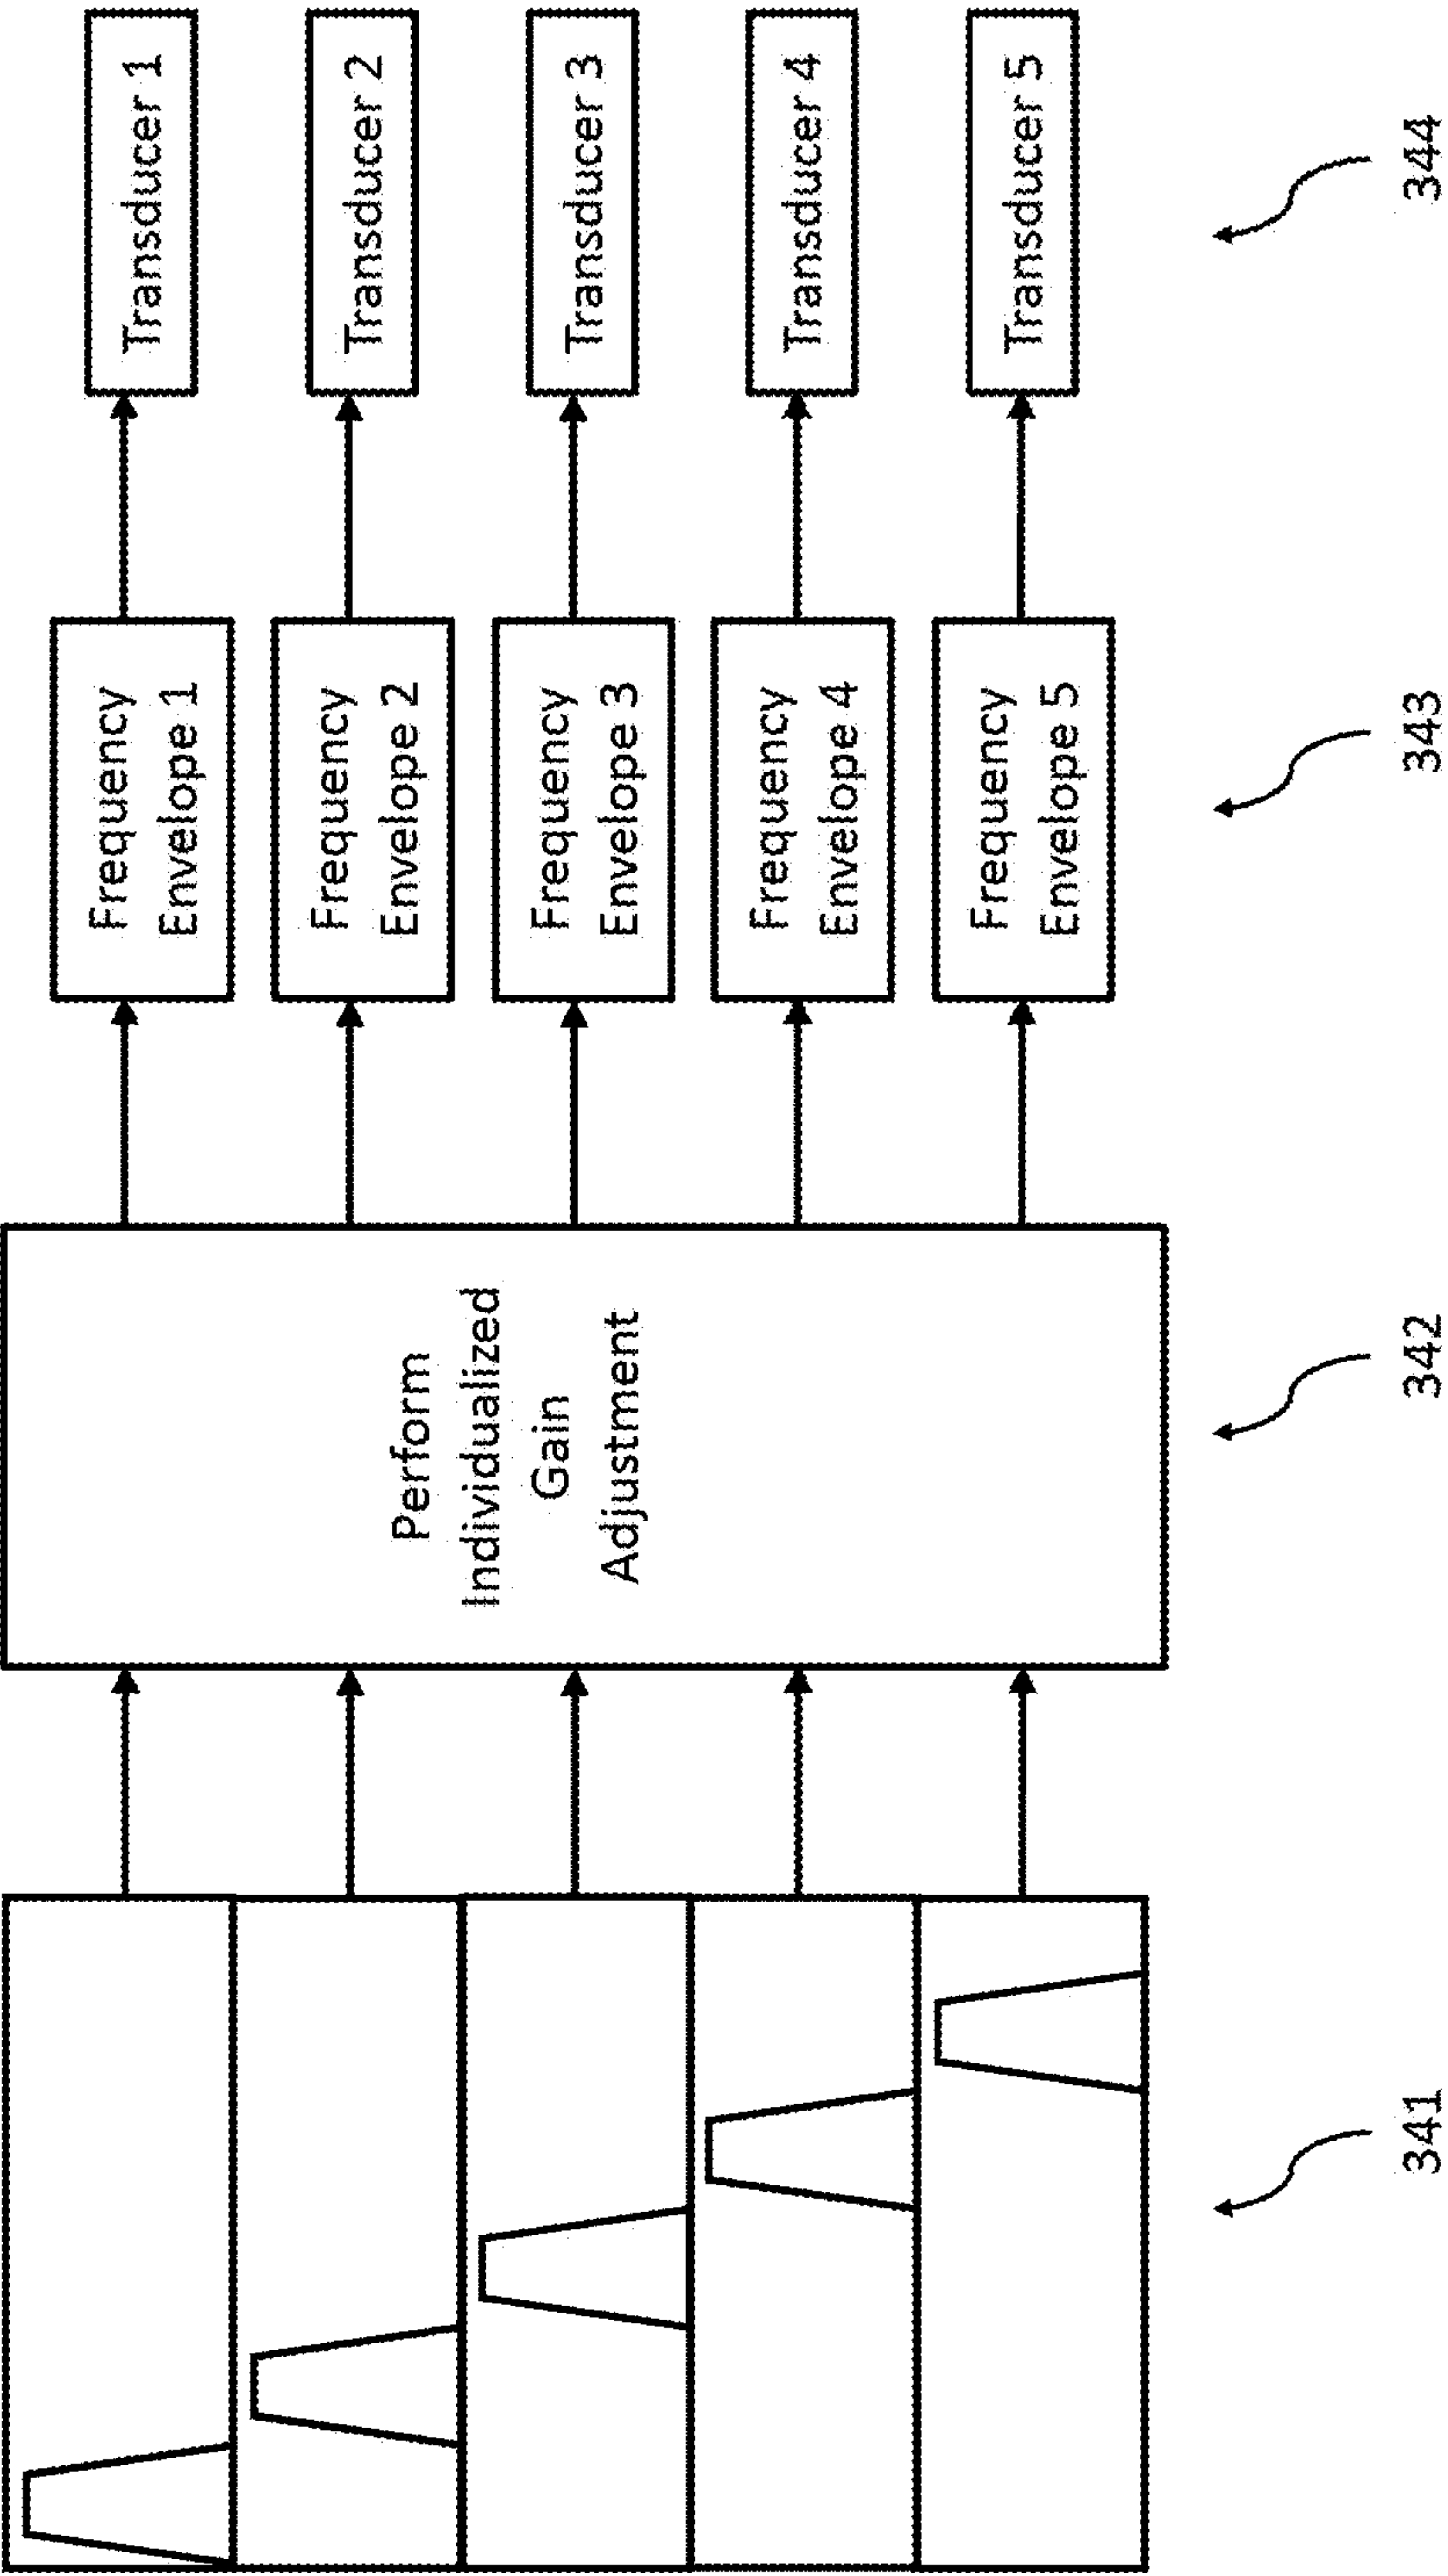 Perform
Individualized
Gain
Adjustment
Frequency
Envelope 1
Frequency
Envelope 2
Frequency
Envelope 3
Frequency
Envelope 4
Frequency
Envelope 5
Transducer 1
Transducer 2
Transducer 3
Transducer 4
Transducer 5
341
342
343
344